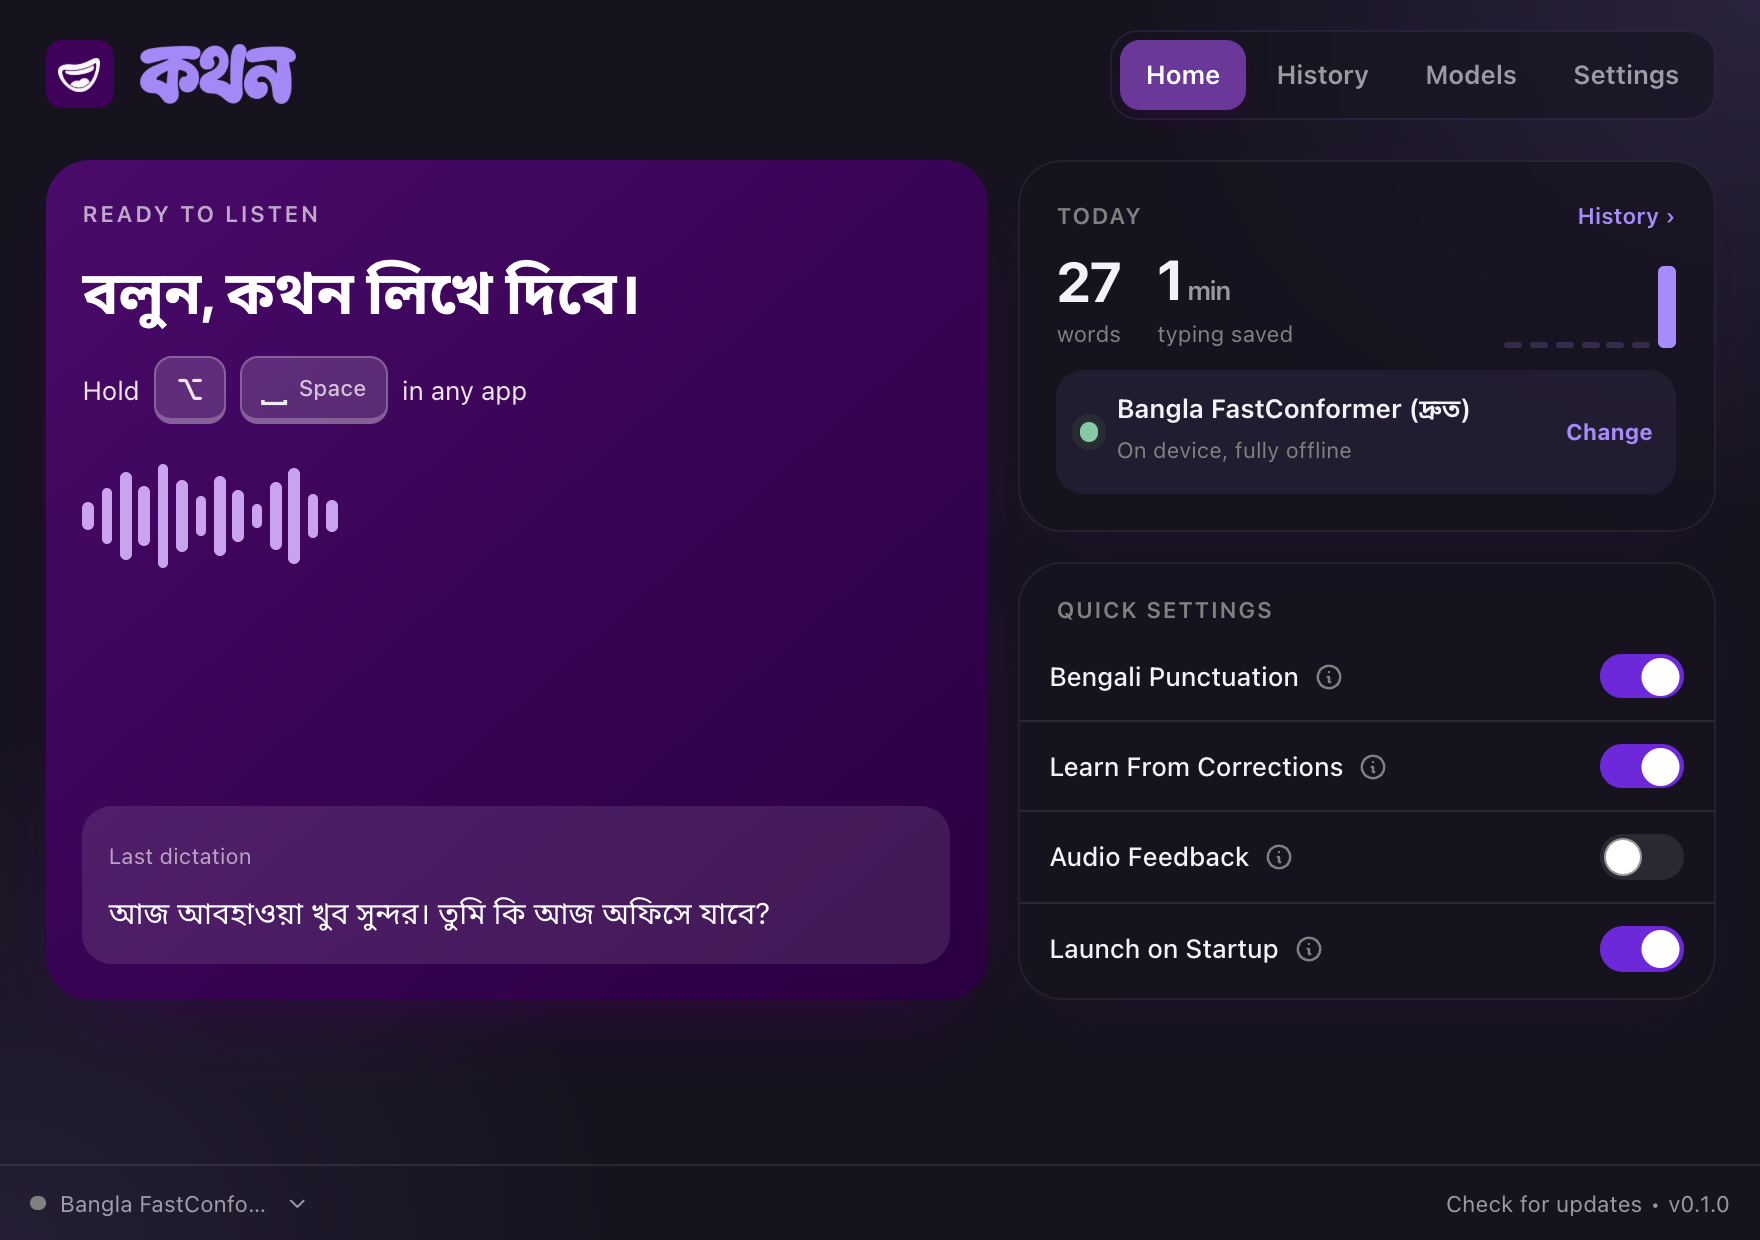 কথন
Home History Models Settings
READY TO LISTEN
বলুন, কথন লিখে দিবে।
Hold ⌥ Space in any app
Last dictation
আজ আবহাওয়া খুব সুন্দর। তুমি কি আজ অফিসে যাবে?
TODAY History ›
27 1 min
words typing saved
Bangla FastConformer (দ্রুত)
On device, fully offline
Change
QUICK SETTINGS
Bengali Punctuation
Learn From Corrections
Audio Feedback
Launch on Startup
Bangla FastConfo...
Check for updates • v0.1.0